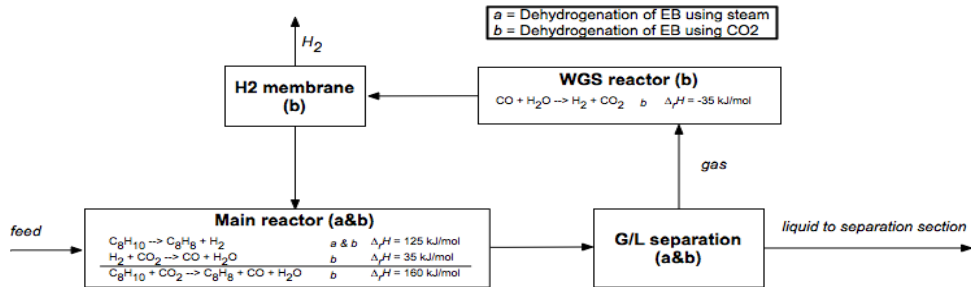 a = Dehydrogenation of EB using steam
b = Dehydrogenation of EB using CO2
H2
H2 membrane
(b)
WGS reactor (b)
CO + H2O --> H2 + CO2 b ΔrH = -35 kJ/mol
gas
feed
Main reactor (a&b)
C8H10 --> C8H8 + H2 a & b ΔrH = 125 kJ/mol
H2 + CO2 --> CO + H2O b ΔrH = 35 kJ/mol
C8H10 + CO2 --> C8H8 + CO + H2O b ΔrH = 160 kJ/mol
G/L separation
(a&b)
liquid to separation section